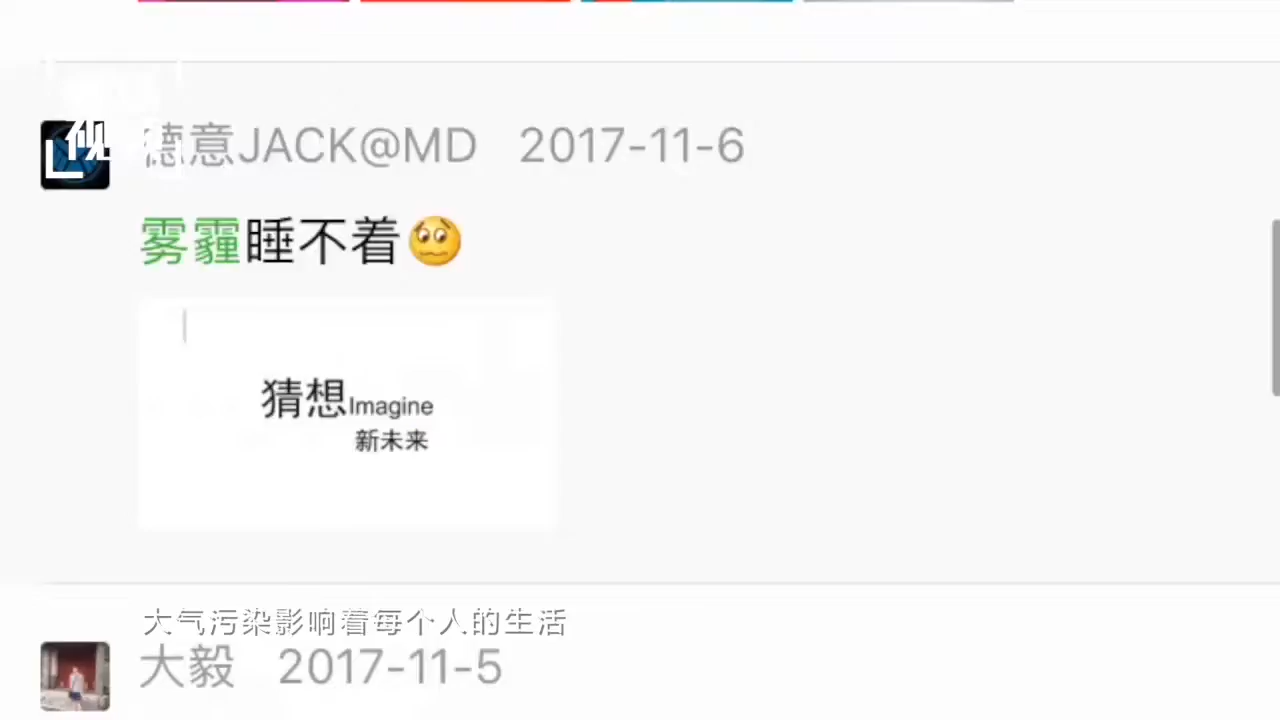 德意JACK@MD 2017-11-6
雾霾睡不着
猜想Imagine
新未来
大气污染影响着每个人的生活
大毅 2017-11-5